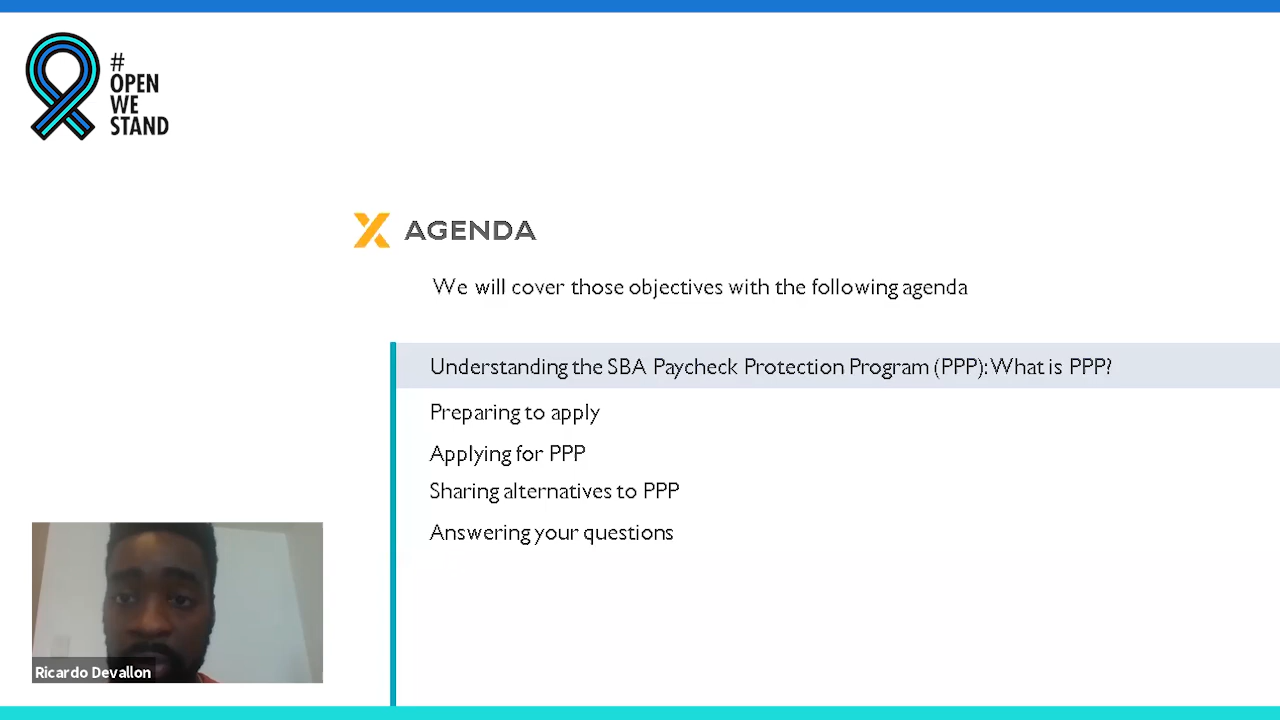 #
OPEN
WE
STAND
AGENDA
We will cover those objectives with the following agenda
Understanding the SBA Paycheck Protection Program (PPP): What is PPP?
Preparing to apply
Applying for PPP
Sharing alternatives to PPP
Answering your questions
Ricardo Devallon